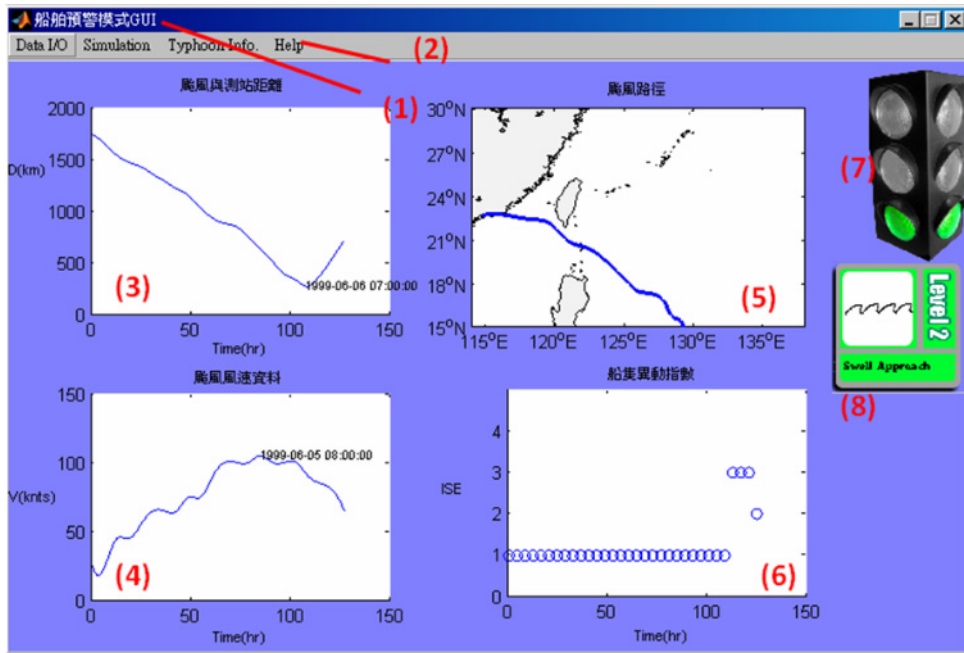 船舶預警模式GUI
Data I/O Simulation Typhoon Info. Help
(2)
(1)
颱風與測站距離
2000
1500
1000
500
0
D(km)
0 50 100 150
Time(hr)
1999-06-06 07:00:00
(3)
颱風路徑
30°N
27°N
24°N
21°N
18°N
15°N
115°E 120°E 125°E 130°E 135°E
(5)
(7)
Level 2
Swell Approach
(8)
颱風風速資料
150
100
50
0
V(knts)
0 50 100 150
Time(hr)
1999-06-05 08:00:00
(4)
船隻異動指數
4
3
2
1
0
ISE
0 50 100 150
Time(hr)
(6)